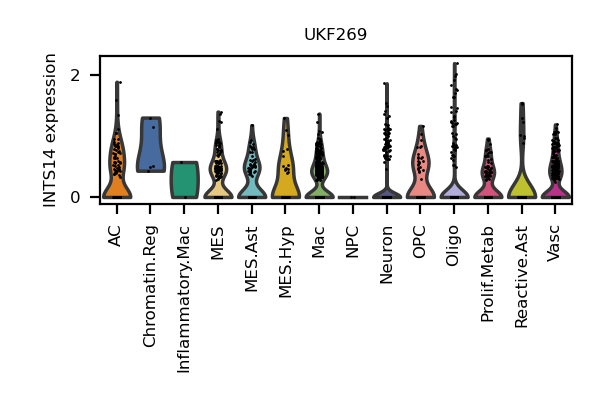 UKF269
INTS14 expression
2
0
AC
Chromatin.Reg
Inflammatory.Mac
MES
MES.Ast
MES.Hyp
Mac
NPC
Neuron
OPC
Oligo
Prolif.Metab
Reactive.Ast
Vasc